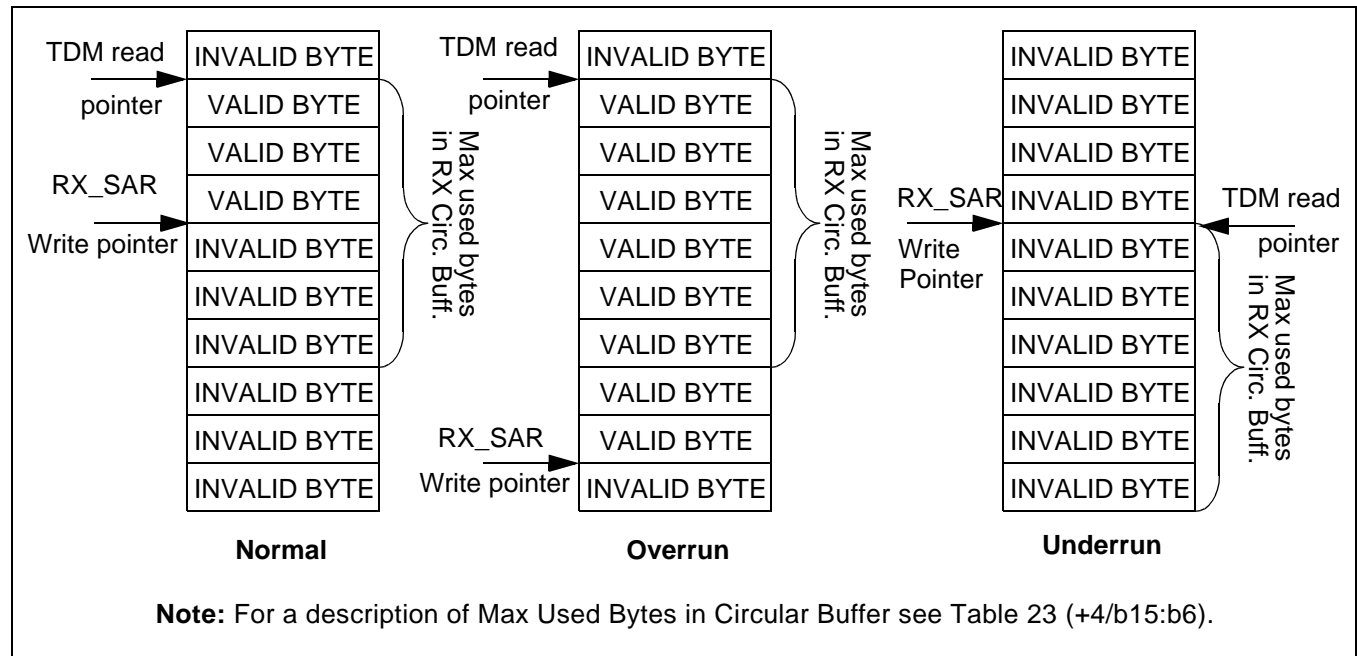 TDM read
pointer
RX_SAR
Write pointer
INVALID BYTE
VALID BYTE
VALID BYTE
VALID BYTE
INVALID BYTE
INVALID BYTE
INVALID BYTE
INVALID BYTE
INVALID BYTE
INVALID BYTE
Max used bytes
in RX Circ. Buff.
Normal
TDM read
pointer
RX_SAR
Write pointer
INVALID BYTE
VALID BYTE
VALID BYTE
VALID BYTE
VALID BYTE
VALID BYTE
VALID BYTE
VALID BYTE
VALID BYTE
INVALID BYTE
Max used bytes
in RX Circ. Buff.
Overrun
RX_SAR
Write
Pointer
INVALID BYTE
INVALID BYTE
INVALID BYTE
INVALID BYTE
INVALID BYTE
INVALID BYTE
INVALID BYTE
INVALID BYTE
INVALID BYTE
INVALID BYTE
TDM read
pointer
Max used bytes
in RX Circ. Buff.
Underrun
Note: For a description of Max Used Bytes in Circular Buffer see Table 23 (+4/b15:b6).